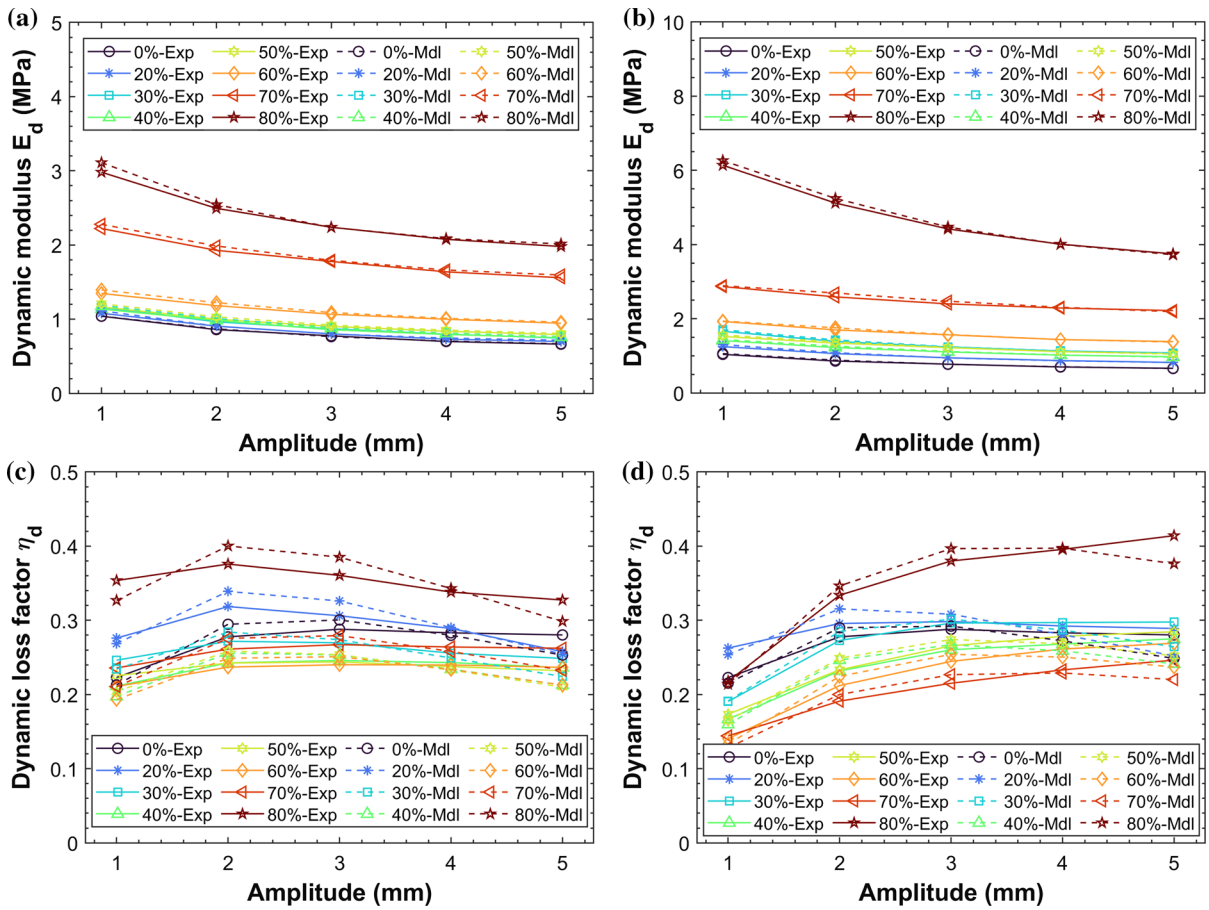 (a)
5
4
3
2
1
0
Dynamic modulus E_d (MPa)
0%-Exp 50%-Exp 0%-Mdl 50%-Mdl
20%-Exp 60%-Exp 20%-Mdl 60%-Mdl
30%-Exp 70%-Exp 30%-Mdl 70%-Mdl
40%-Exp 80%-Exp 40%-Mdl 80%-Mdl
1 2 3 4 5
Amplitude (mm)
(b)
10
8
6
4
2
0
Dynamic modulus E_d (MPa)
0%-Exp 50%-Exp 0%-Mdl 50%-Mdl
20%-Exp 60%-Exp 20%-Mdl 60%-Mdl
30%-Exp 70%-Exp 30%-Mdl 70%-Mdl
40%-Exp 80%-Exp 40%-Mdl 80%-Mdl
1 2 3 4 5
Amplitude (mm)
(c)
0.5
0.4
0.3
0.2
0.1
0
Dynamic loss factor η_d
0%-Exp 50%-Exp 0%-Mdl 50%-Mdl
20%-Exp 60%-Exp 20%-Mdl 60%-Mdl
30%-Exp 70%-Exp 30%-Mdl 70%-Mdl
40%-Exp 80%-Exp 40%-Mdl 80%-Mdl
1 2 3 4 5
Amplitude (mm)
(d)
0.5
0.4
0.3
0.2
0.1
0
Dynamic loss factor η_d
0%-Exp 50%-Exp 0%-Mdl 50%-Mdl
20%-Exp 60%-Exp 20%-Mdl 60%-Mdl
30%-Exp 70%-Exp 30%-Mdl 70%-Mdl
40%-Exp 80%-Exp 40%-Mdl 80%-Mdl
1 2 3 4 5
Amplitude (mm)